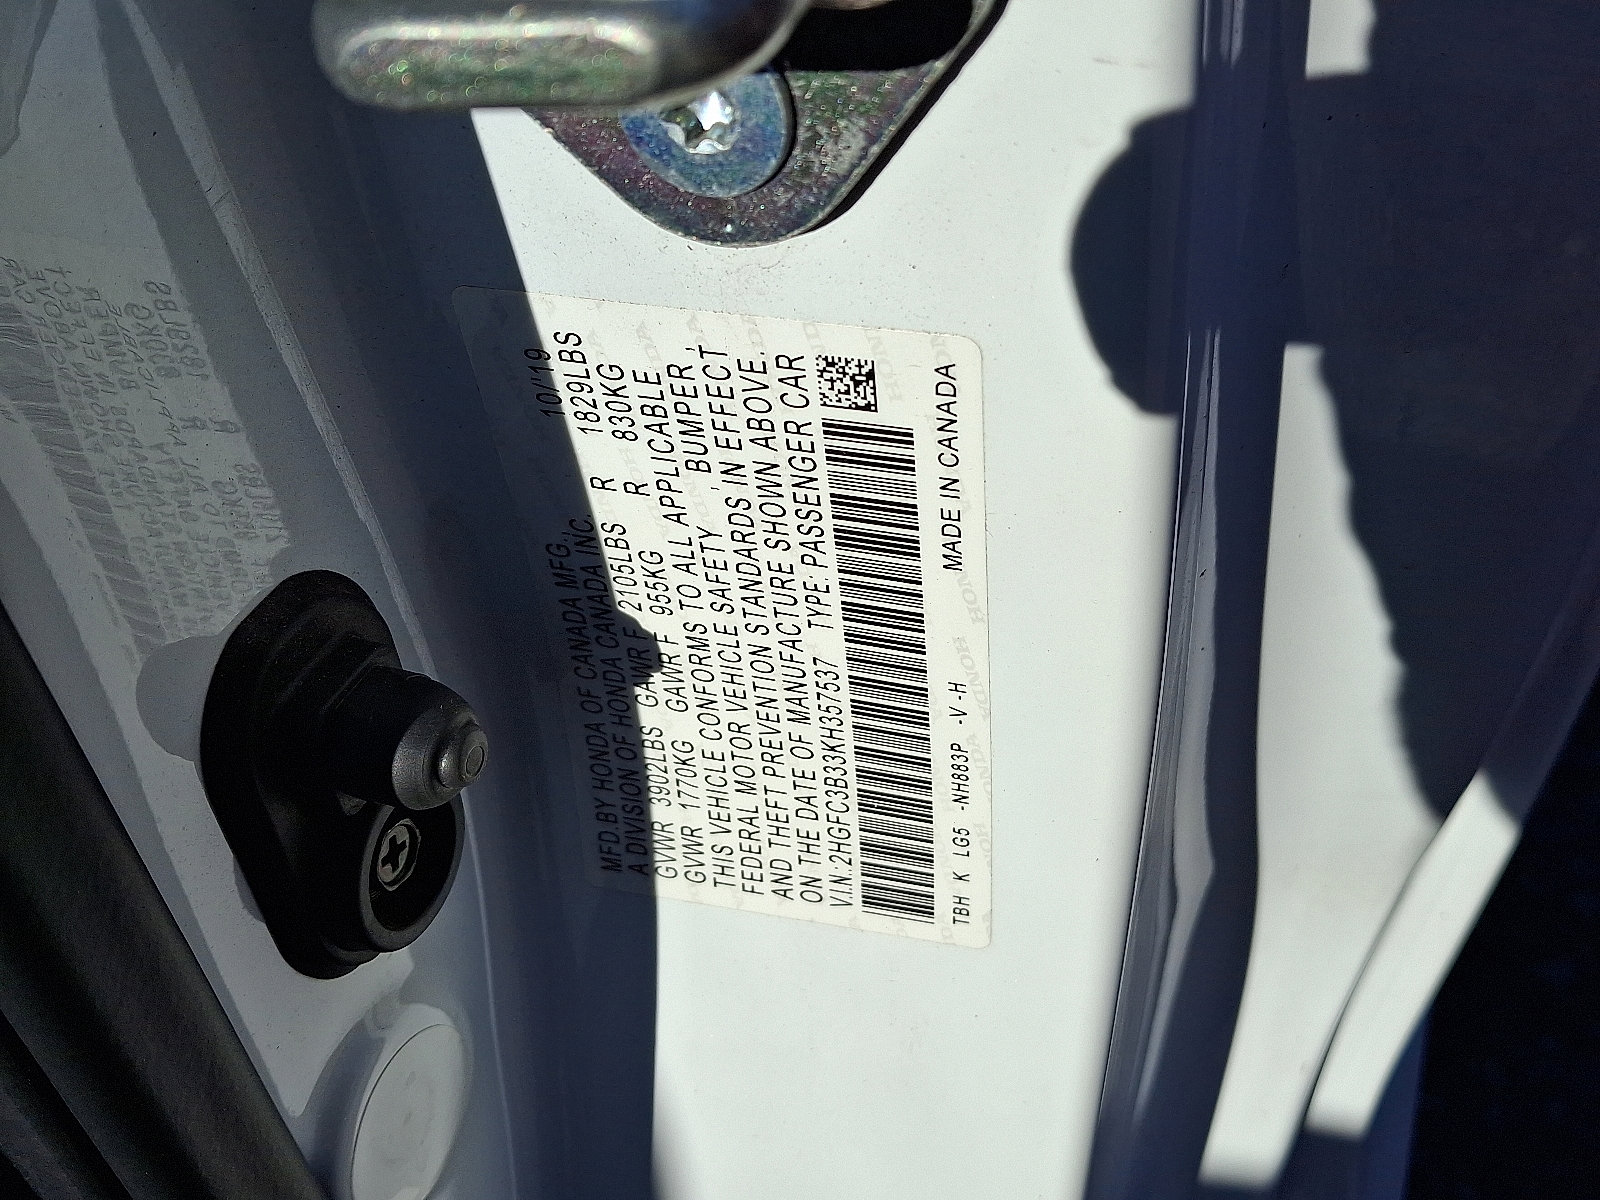 10/'19
MFD.BY HONDA OF CANADA MFG.,
A DIVISION OF HONDA CANADA INC.
GVWR 3902LBS GAWR F 2105LBS R 1829LBS
GVWR 1770KG GAWR F 955KG R 830KG
THIS VEHICLE CONFORMS TO ALL APPLICABLE
FEDERAL MOTOR VEHICLE SAFETY , BUMPER ,
AND THEFT PREVENTION STANDARDS IN EFFECT
ON THE DATE OF MANUFACTURE SHOWN ABOVE.
V.I.N.:2HGFC3B33KH357537 TYPE: PASSENGER CAR
TBH K LG5 -NH883P -V -H MADE IN CANADA